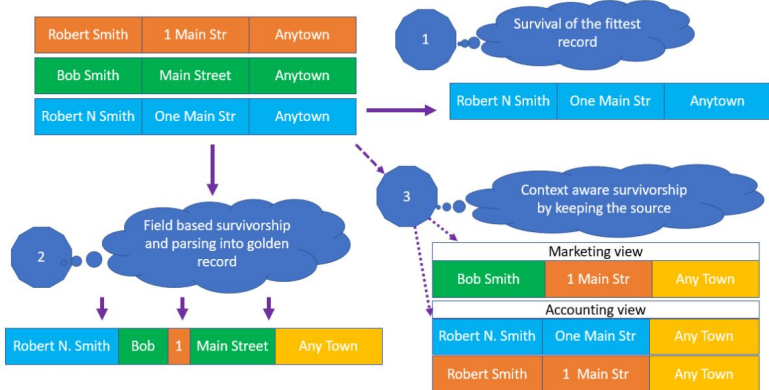 Robert Smith 1 Main Str Anytown
Bob Smith Main Street Anytown
Robert N Smith One Main Str Anytown
1
Survival of the fittest
record
Robert N Smith One Main Str Anytown
2
Field based survivorship
and parsing into golden
record
Robert N. Smith Bob 1 Main Street Any Town
3
Context aware survivorship
by keeping the source
Marketing view
Bob Smith 1 Main Str Any Town
Accounting view
Robert N. Smith One Main Str Any Town
Robert Smith 1 Main Str Any Town